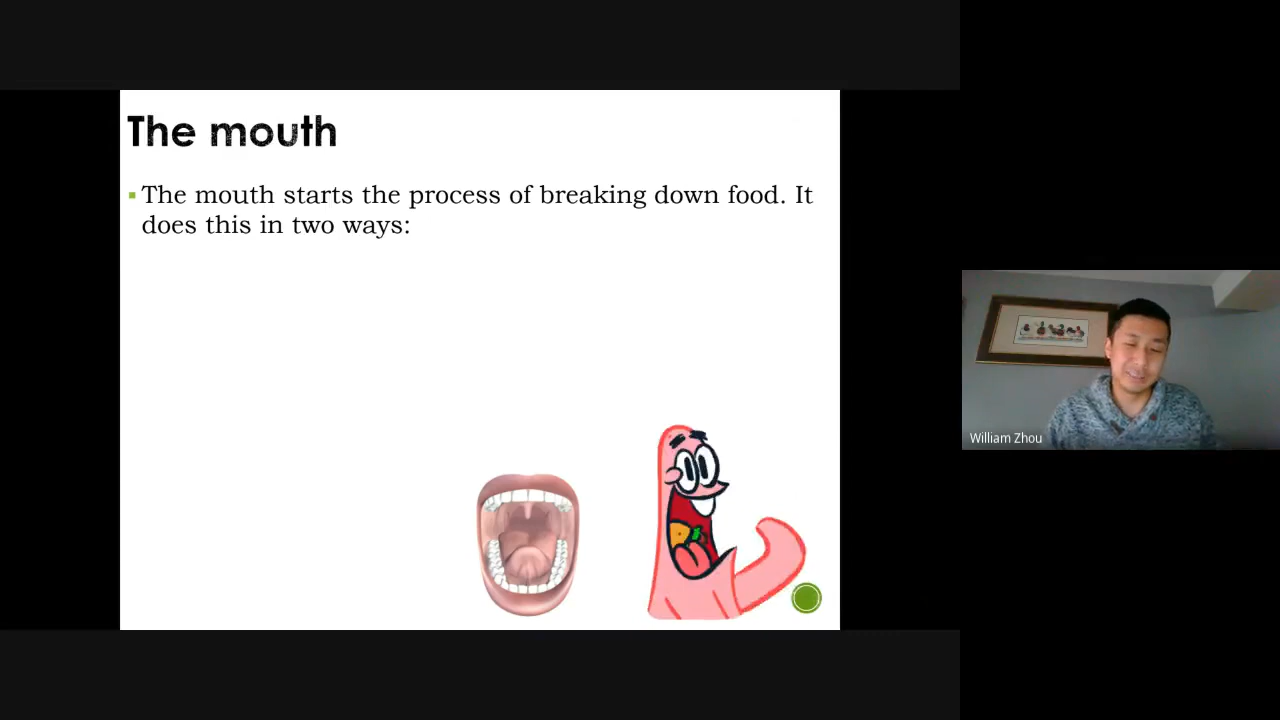 The mouth
The mouth starts the process of breaking down food. It
does this in two ways:
William Zhou